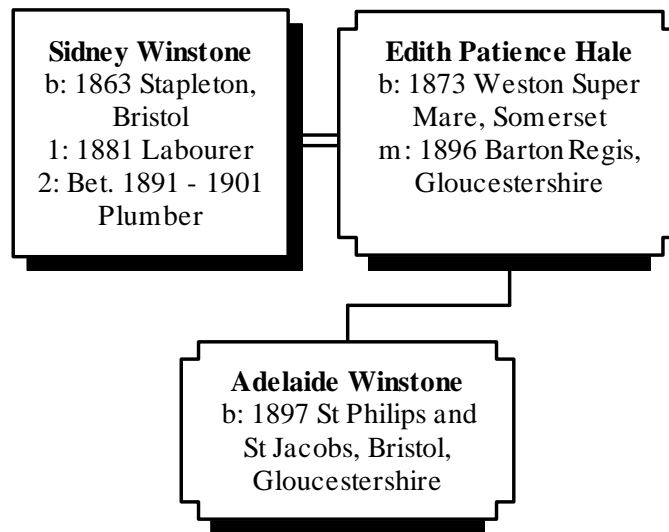 Sidney Winstone
b: 1863 Stapleton,
Bristol
1: 1881 Labourer
2: Bet. 1891 - 1901
Plumber
Edith Patience Hale
b: 1873 Weston Super
Mare, Somerset
m: 1896 Barton Regis,
Gloucestershire
Adelaide Winstone
b: 1897 St Philips and
St Jacobs, Bristol,
Gloucestershire